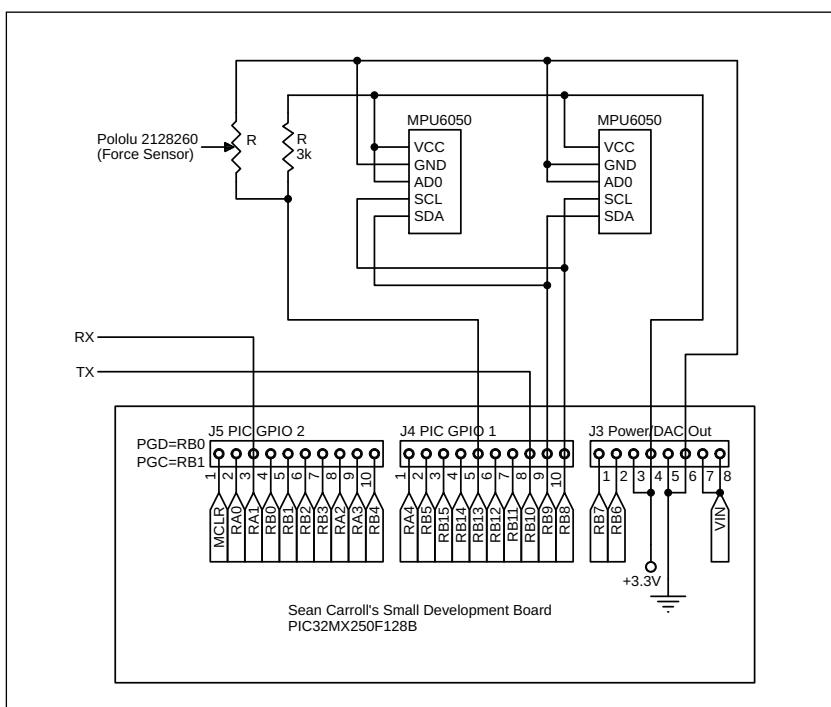 MPU6050
MPU6050
Pololu 2128260
(Force Sensor)
R
R
3k
VCC
GND
AD0
SCL
SDA
VCC
GND
AD0
SCL
SDA
RX
TX
J5 PIC GPIO 2
J4 PIC GPIO 1
J3 Power/DAC Out
PGD=RB0
PGC=RB1
1 2 3 4 5 6 7 8 9 10
1 2 3 4 5 6 7 8 9 10
1 2 3 4 5 6 7 8
MCLR RA0 RA1 RB0 RB1 RB2 RB3 RA2 RA3 RB4
RA4 RB5 RB15 RB14 RB13 RB12 RB11 RB10 RB9 RB8
RB7 RB6 VIN
+3.3V
Sean Carroll's Small Development Board
PIC32MX250F128B